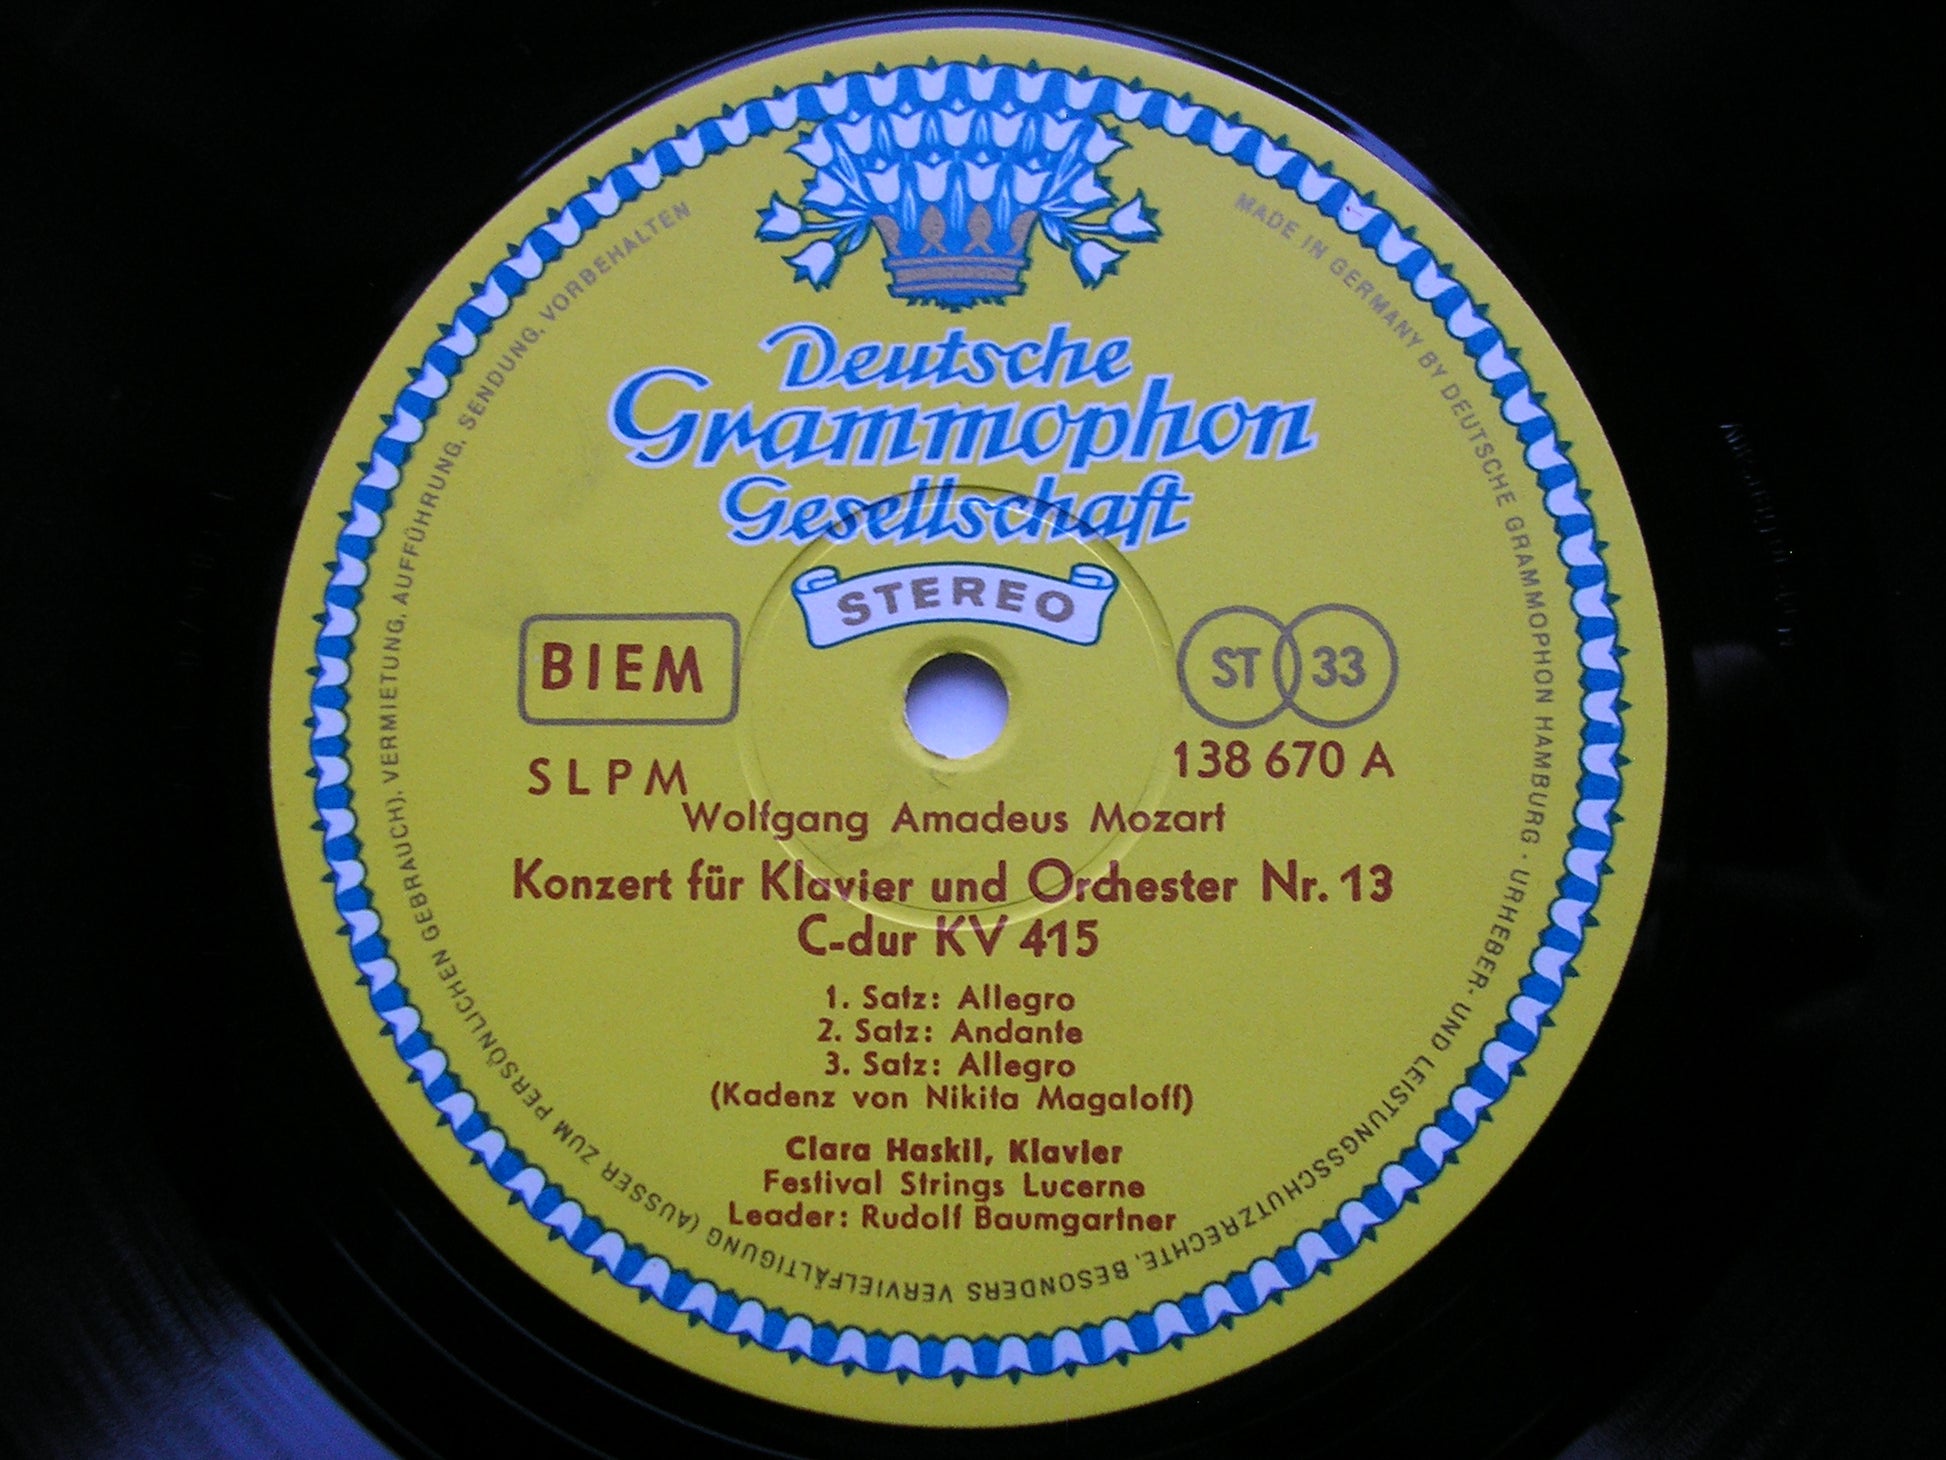 Deutsche
Grammophon
Gesellschaft
STEREO
BIEM
ST 33
SLPM
138 670 A
Wolfgang Amadeus Mozart
Konzert für Klavier und Orchester Nr. 13
C-dur KV 415
1. Satz: Allegro
2. Satz: Andante
3. Satz: Allegro
(Kadenz von Nikita Magaloff)
Clara Haskil, Klavier
Festival Strings Lucerne
Leader: Rudolf Baumgartner
MADE IN GERMANY BY DEUTSCHE GRAMMOPHON HAMBURG · URHEBER- UND LEISTUNGSSCHUTZRECHTE, BESONDERS VERVIELFÄLTIGUNG (AUSSER ZUM PERSÖNLICHEN GEBRAUCH), VERMIETUNG, AUFFÜHRUNG, SENDUNG, VORBEHALTEN